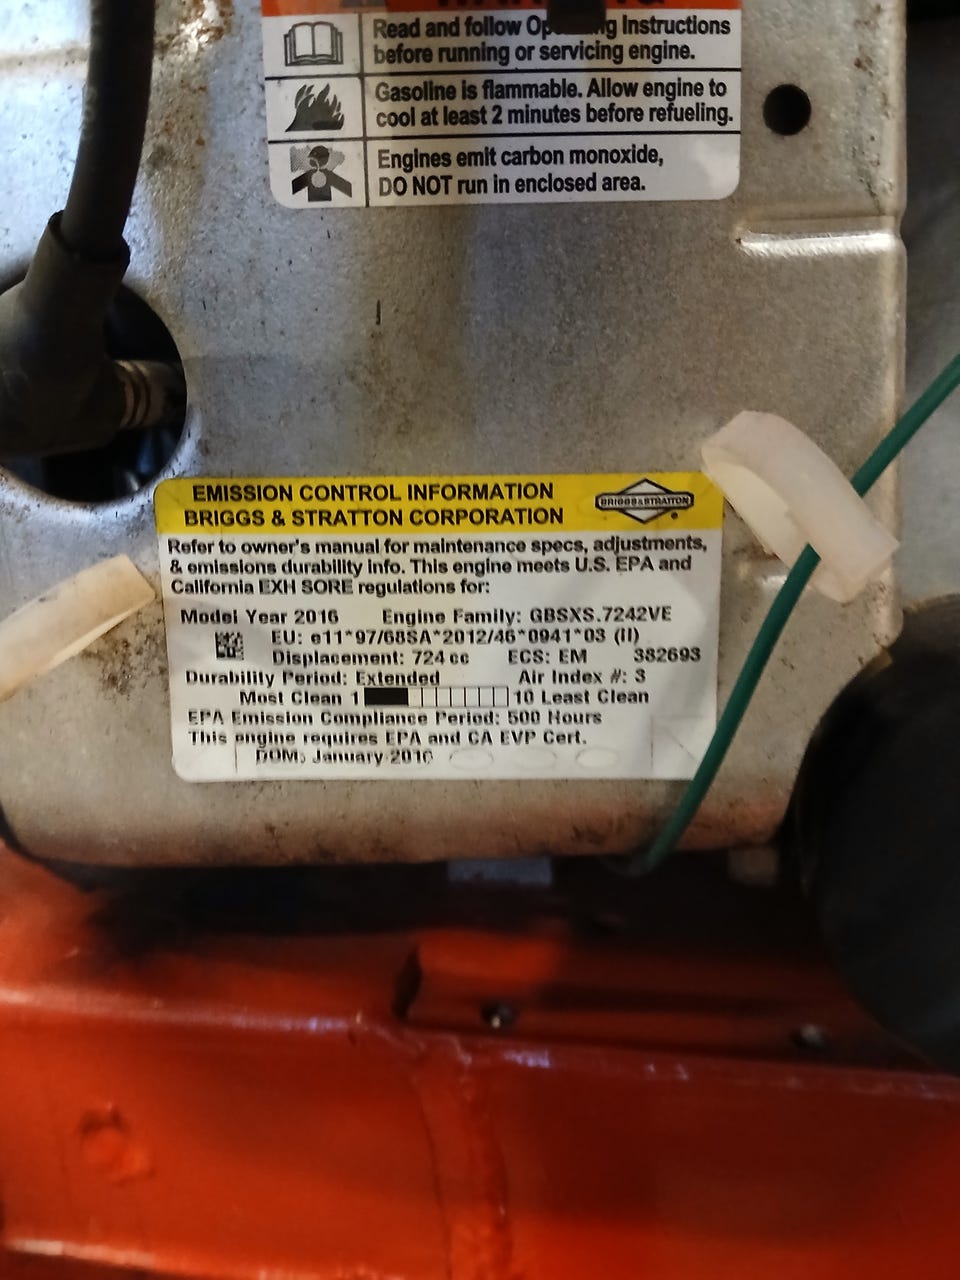 Read and follow Operating Instructions
before running or servicing engine.
Gasoline is flammable. Allow engine to
cool at least 2 minutes before refueling.
Engines emit carbon monoxide,
DO NOT run in enclosed area.
EMISSION CONTROL INFORMATION
BRIGGS & STRATTON CORPORATION
BRIGGS&STRATTON
Refer to owner's manual for maintenance specs, adjustments,
& emissions durability info. This engine meets U.S. EPA and
California EXH SORE regulations for:
Model Year 2016 Engine Family: GBSXS.7242VE
EU: e11*97/68SA*2012/46*0941*03 (II)
Displacement: 724 cc ECS: EM 382693
Durability Period: Extended Air Index #: 3
Most Clean 1 10 Least Clean
EPA Emission Compliance Period: 500 Hours
This engine requires EPA and CA EVP Cert.
DOM: January 2016